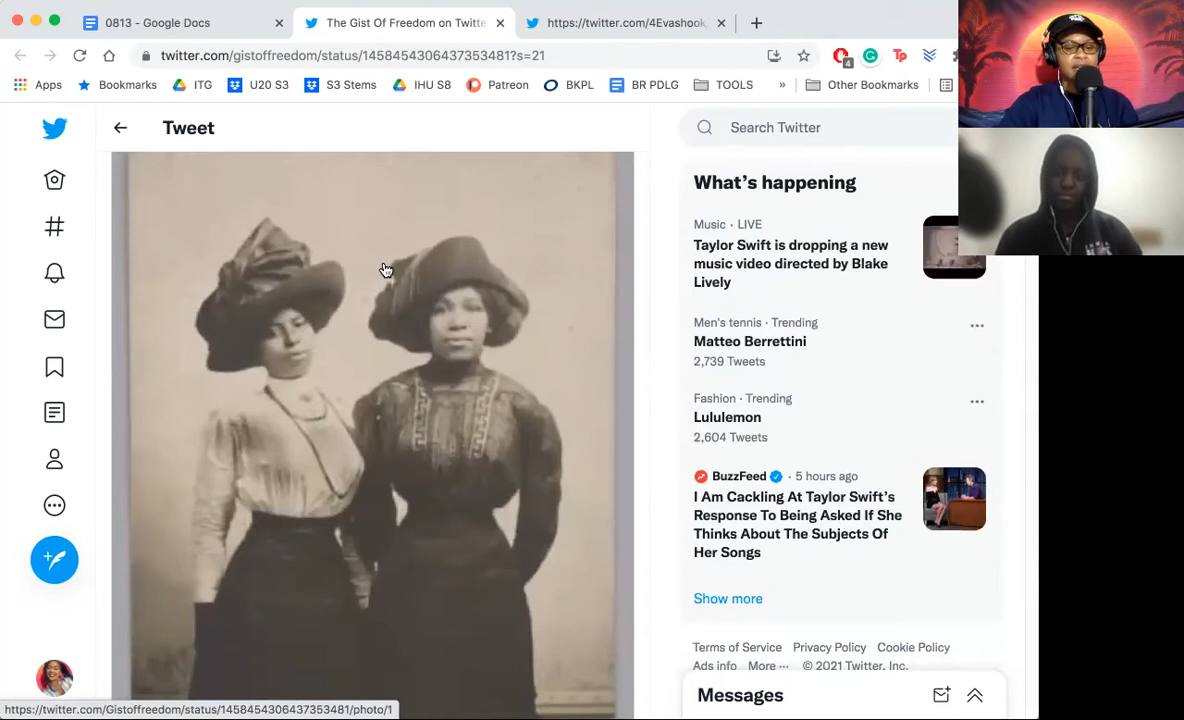 0813 - Google Docs
The Gist Of Freedom on Twitte
https://twitter.com/4Evashook
twitter.com/gistoffreedom/status/1458454306437353481?s=21
4
Apps
Bookmarks
ITG
U20 S3
S3 Stems
IHU S8
Patreon
BKPL
BR PDLG
TOOLS
»
Other Bookmarks
Tweet
Search Twitter
What's happening
Music · LIVE
Taylor Swift is dropping a new
music video directed by Blake
Lively
Men's tennis · Trending
Matteo Berrettini
2,739 Tweets
Fashion · Trending
Lululemon
2,604 Tweets
BuzzFeed · 5 hours ago
I Am Cackling At Taylor Swift's
Response To Being Asked If She
Thinks About The Subjects Of
Her Songs
Show more
Terms of Service Privacy Policy Cookie Policy
Ads info More ··· © 2021 Twitter, Inc.
Messages
https://twitter.com/Gistoffreedom/status/1458454306437353481/photo/1